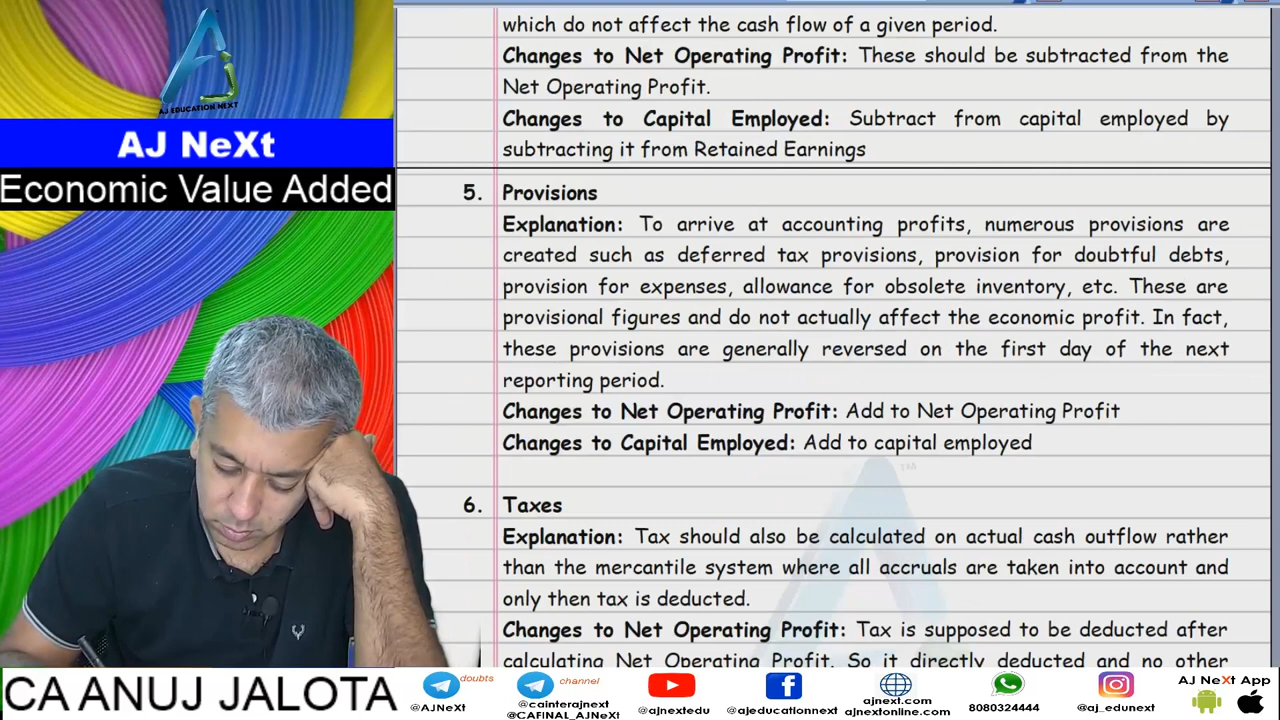 AJ EDUCATION NEXT
AJ NeXt
Economic Value Added
which do not affect the cash flow of a given period.
Changes to Net Operating Profit: These should be subtracted from the
Net Operating Profit.
Changes to Capital Employed: Subtract from capital employed by
subtracting it from Retained Earnings
5. Provisions
Explanation: To arrive at accounting profits, numerous provisions are
created such as deferred tax provisions, provision for doubtful debts,
provision for expenses, allowance for obsolete inventory, etc. These are
provisional figures and do not actually affect the economic profit. In fact,
these provisions are generally reversed on the first day of the next
reporting period.
Changes to Net Operating Profit: Add to Net Operating Profit
Changes to Capital Employed: Add to capital employed
6. Taxes
Explanation: Tax should also be calculated on actual cash outflow rather
than the mercantile system where all accruals are taken into account and
only then tax is deducted.
Changes to Net Operating Profit: Tax is supposed to be deducted after
calculating Net Operating Profit. So it directly deducted and no other
CA ANUJ JALOTA
doubts
@AJNeXt
channel
@cainterajnext
@CAFINAL_AJNeXt
@ajnextedu
@ajeducationnext
ajnext.com
ajnextonline.com
8080324444
@aj_edunext
AJ NeXt App